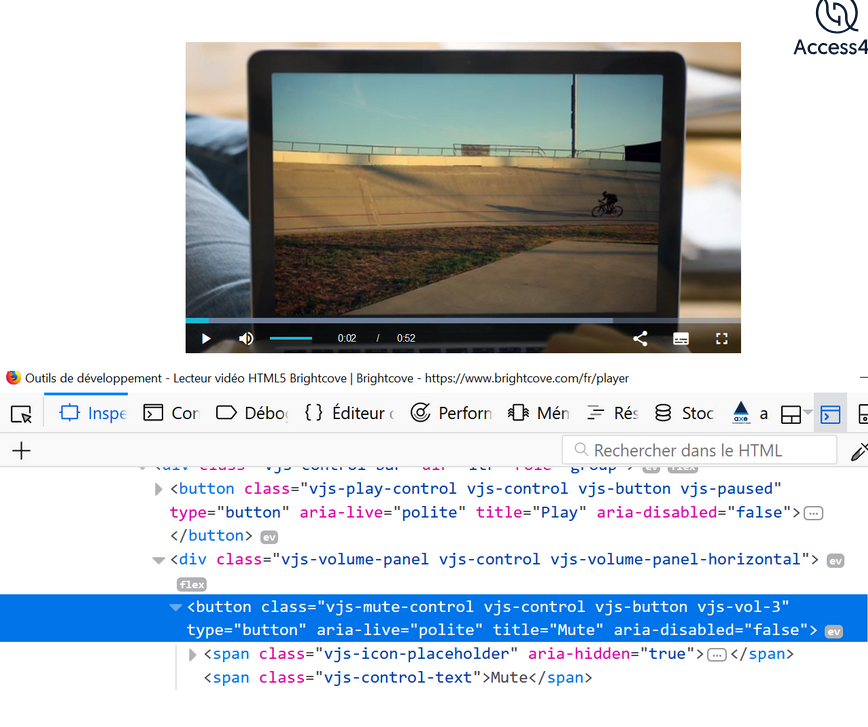 Access4
0:02 / 0:52
Outils de développement - Lecteur vidéo HTML5 Brightcove | Brightcove - https://www.brightcove.com/fr/player
Inspe Con Débo { } Éditeur Perform Mém Rés Stoc axe a
+ Rechercher dans le HTML
<div class="vjs-control-bar" dir="ltr" role="group"> ev flex
<button class="vjs-play-control vjs-control vjs-button vjs-paused"
type="button" aria-live="polite" title="Play" aria-disabled="false">…
</button> ev
<div class="vjs-volume-panel vjs-control vjs-volume-panel-horizontal"> ev
flex
<button class="vjs-mute-control vjs-control vjs-button vjs-vol-3"
type="button" aria-live="polite" title="Mute" aria-disabled="false"> ev
<span class="vjs-icon-placeholder" aria-hidden="true">…</span>
<span class="vjs-control-text">Mute</span>